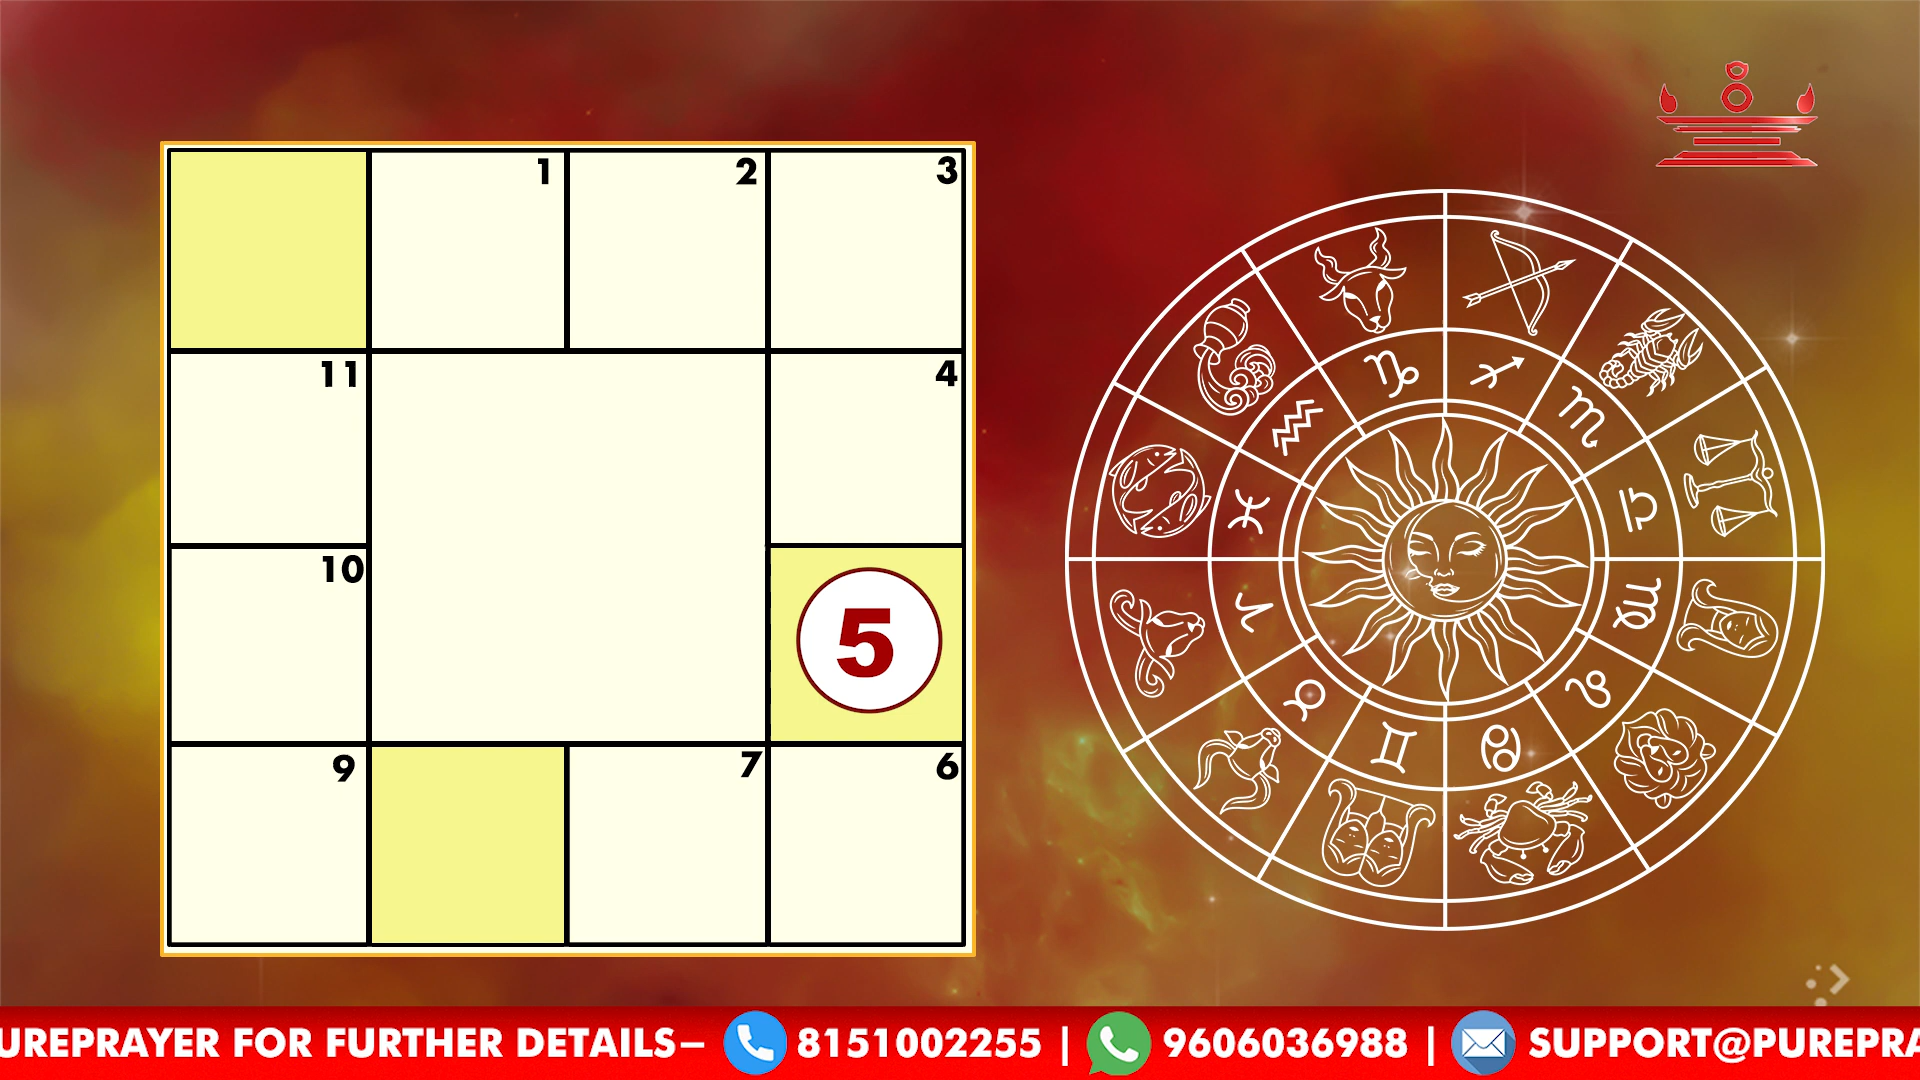 1 2 3
11 4
10 5
9 7 6
♑ ♐
♒ ♏
♓ ♎
♈ ♍
♉ ♌
♊ ♋
UREPRAYER FOR FURTHER DETAILS– 8151002255 | 9606036988 | SUPPORT@PUREPRA